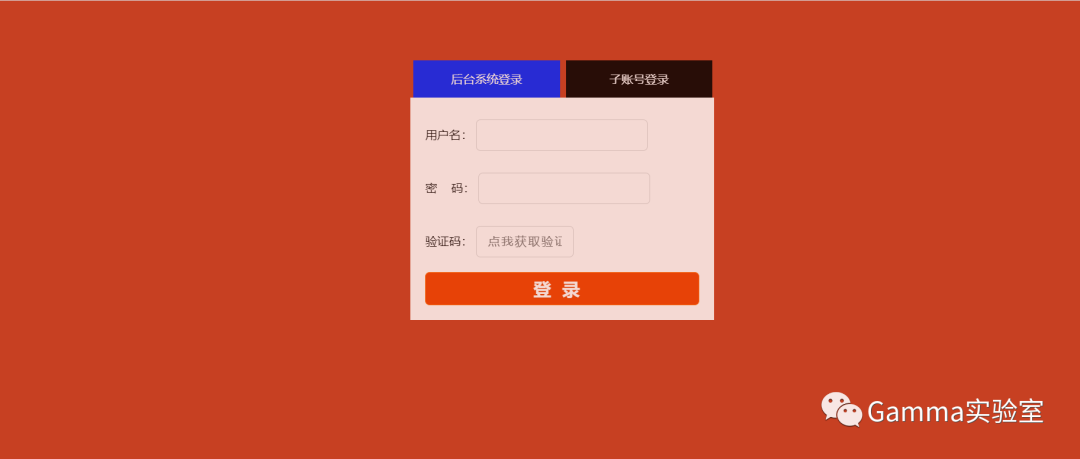 后台系统登录 子账号登录
用户名：
密 码：
验证码： 点我获取验证
登 录
Gamma实验室